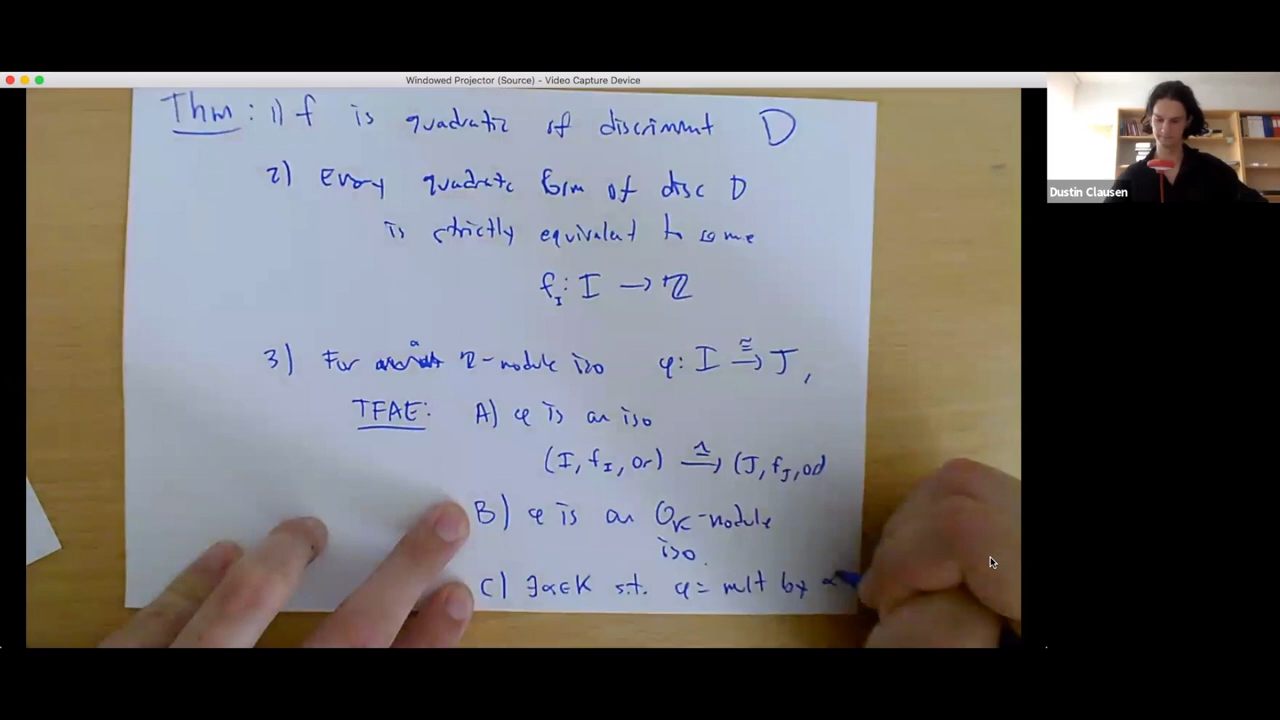 Windowed Projector (Source) - Video Capture Device
Thm: 1) f is quadratic of discriminant D
2) Every quadratic form of disc D
is strictly equivalent to some
f_I : I → ℤ
3) For a ℤ-module iso φ: I ≅→ J,
TFAE: A) φ is an iso
(I, f_I, or) ≅→ (J, f_J, or)
B) φ is an O_K-module
iso.
C) ∃α∈K s.t. φ = mlt by α
Dustin Clausen